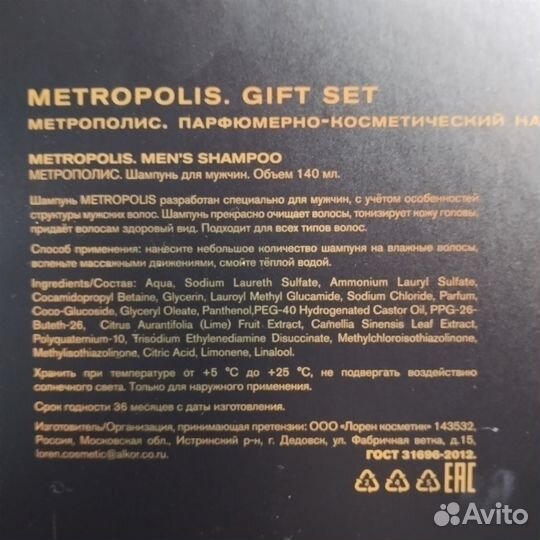 METROPOLIS. GIFT SET
МЕТРОПОЛИС. ПАРФЮМЕРНО-КОСМЕТИЧЕСКИЙ НА
METROPOLIS. MEN'S SHAMPOO
МЕТРОПОЛИС. Шампунь для мужчин. Объем 140 мл.
Шампунь METROPOLIS разработан специально для мужчин, с учётом особенностей
структуры мужских волос. Шампунь прекрасно очищает волосы, тонизирует кожу головы,
придаёт волосам здоровый вид. Подходит для всех типов волос.
Способ применения: нанесите небольшое количество шампуня на влажные волосы,
вспеньте массажными движениями, смойте тёплой водой.
Ingredients/Состав: Aqua, Sodium Laureth Sulfate, Ammonium Lauryl Sulfate,
Cocamidopropyl Betaine, Glycerin, Lauroyl Methyl Glucamide, Sodium Chloride, Parfum,
Coco-Glucoside, Glyceryl Oleate, Panthenol,PEG-40 Hydrogenated Castor Oil, PPG-26-
Buteth-26, Citrus Aurantifolia (Lime) Fruit Extract, Camellia Sinensis Leaf Extract,
Polyquaternium-10, Trisodium Ethylenediamine Disuccinate, Methylchloroisothiazolinone,
Methylisothiazolinone, Citric Acid, Limonene, Linalool.
Хранить при температуре от +5 °C до +25 °C, не подвергать воздействию
солнечного света. Только для наружного применения.
Срок годности 36 месяцев с даты изготовления.
Изготовитель/Организация, принимающая претензии: ООО «Лорен косметик» 143532,
Россия, Московская обл., Истринский р-н, г. Дедовск, ул. Фабричная ветка, д.15,
loren.cosmetic@alkor.co.ru. ГОСТ 31696-2012.
EAC
Avito